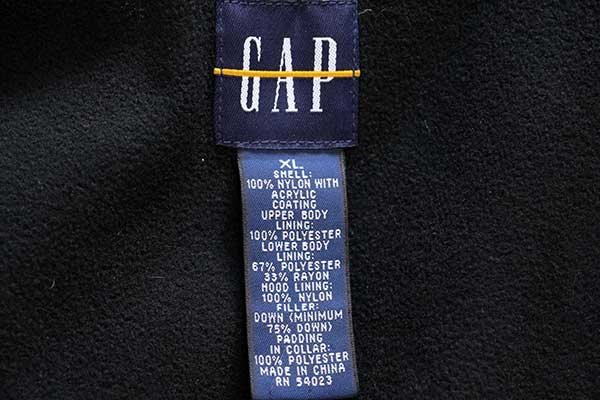 GAP
XL
SHELL:
100% NYLON WITH
ACRYLIC
COATING
UPPER BODY
LINING:
100% POLYESTER
LOWER BODY
LINING:
67% POLYESTER
33% RAYON
HOOD LINING:
100% NYLON
FILLER:
DOWN (MINIMUM
75% DOWN)
PADDING
IN COLLAR:
100% POLYESTER
MADE IN CHINA
RN 54023